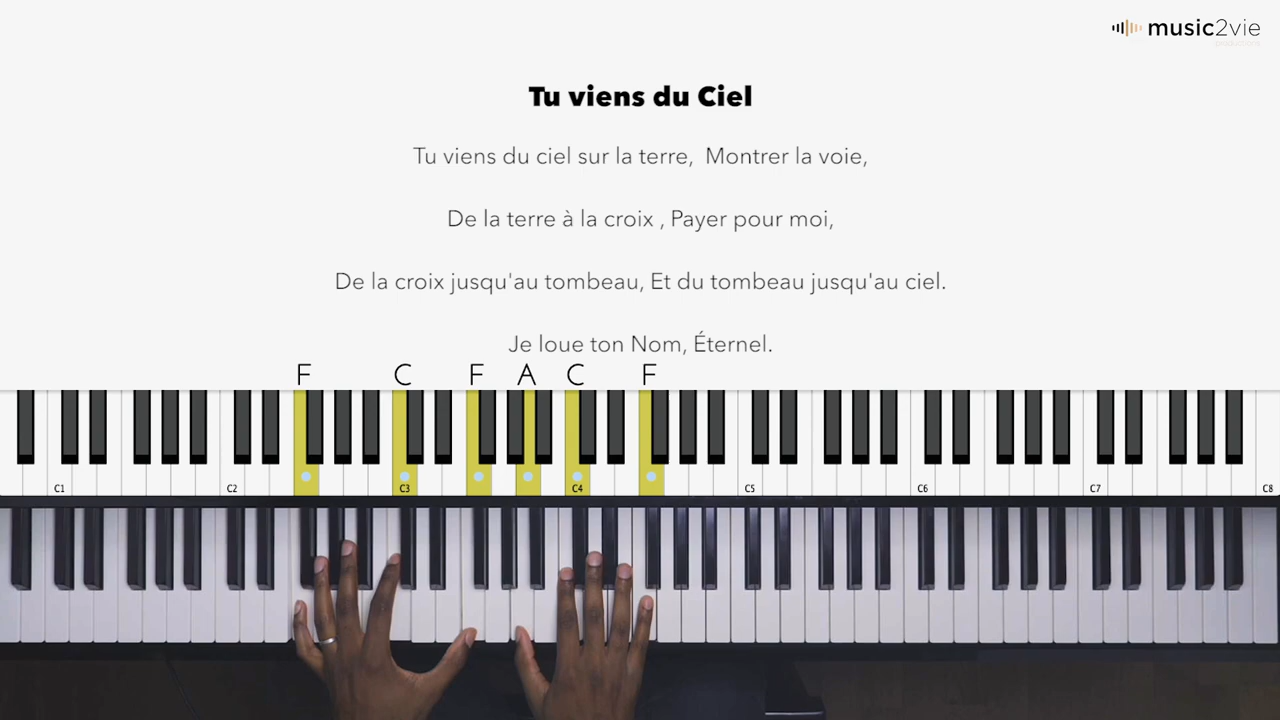 music2vie
productions
Tu viens du Ciel
Tu viens du ciel sur la terre, Montrer la voie,
De la terre à la croix , Payer pour moi,
De la croix jusqu'au tombeau, Et du tombeau jusqu'au ciel.
Je loue ton Nom, Éternel.
F C F A C F
C1 C2 C3 C4 C5 C6 C7 C8